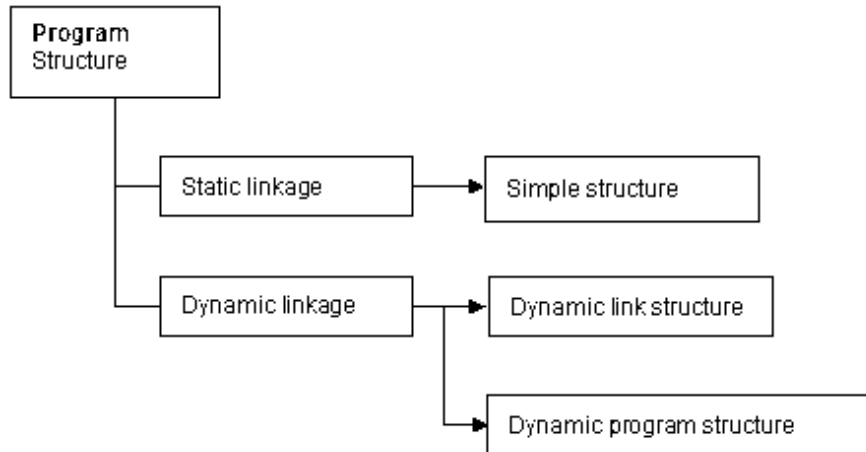 Program
Structure
Static linkage
Simple structure
Dynamic linkage
Dynamic link structure
Dynamic program structure